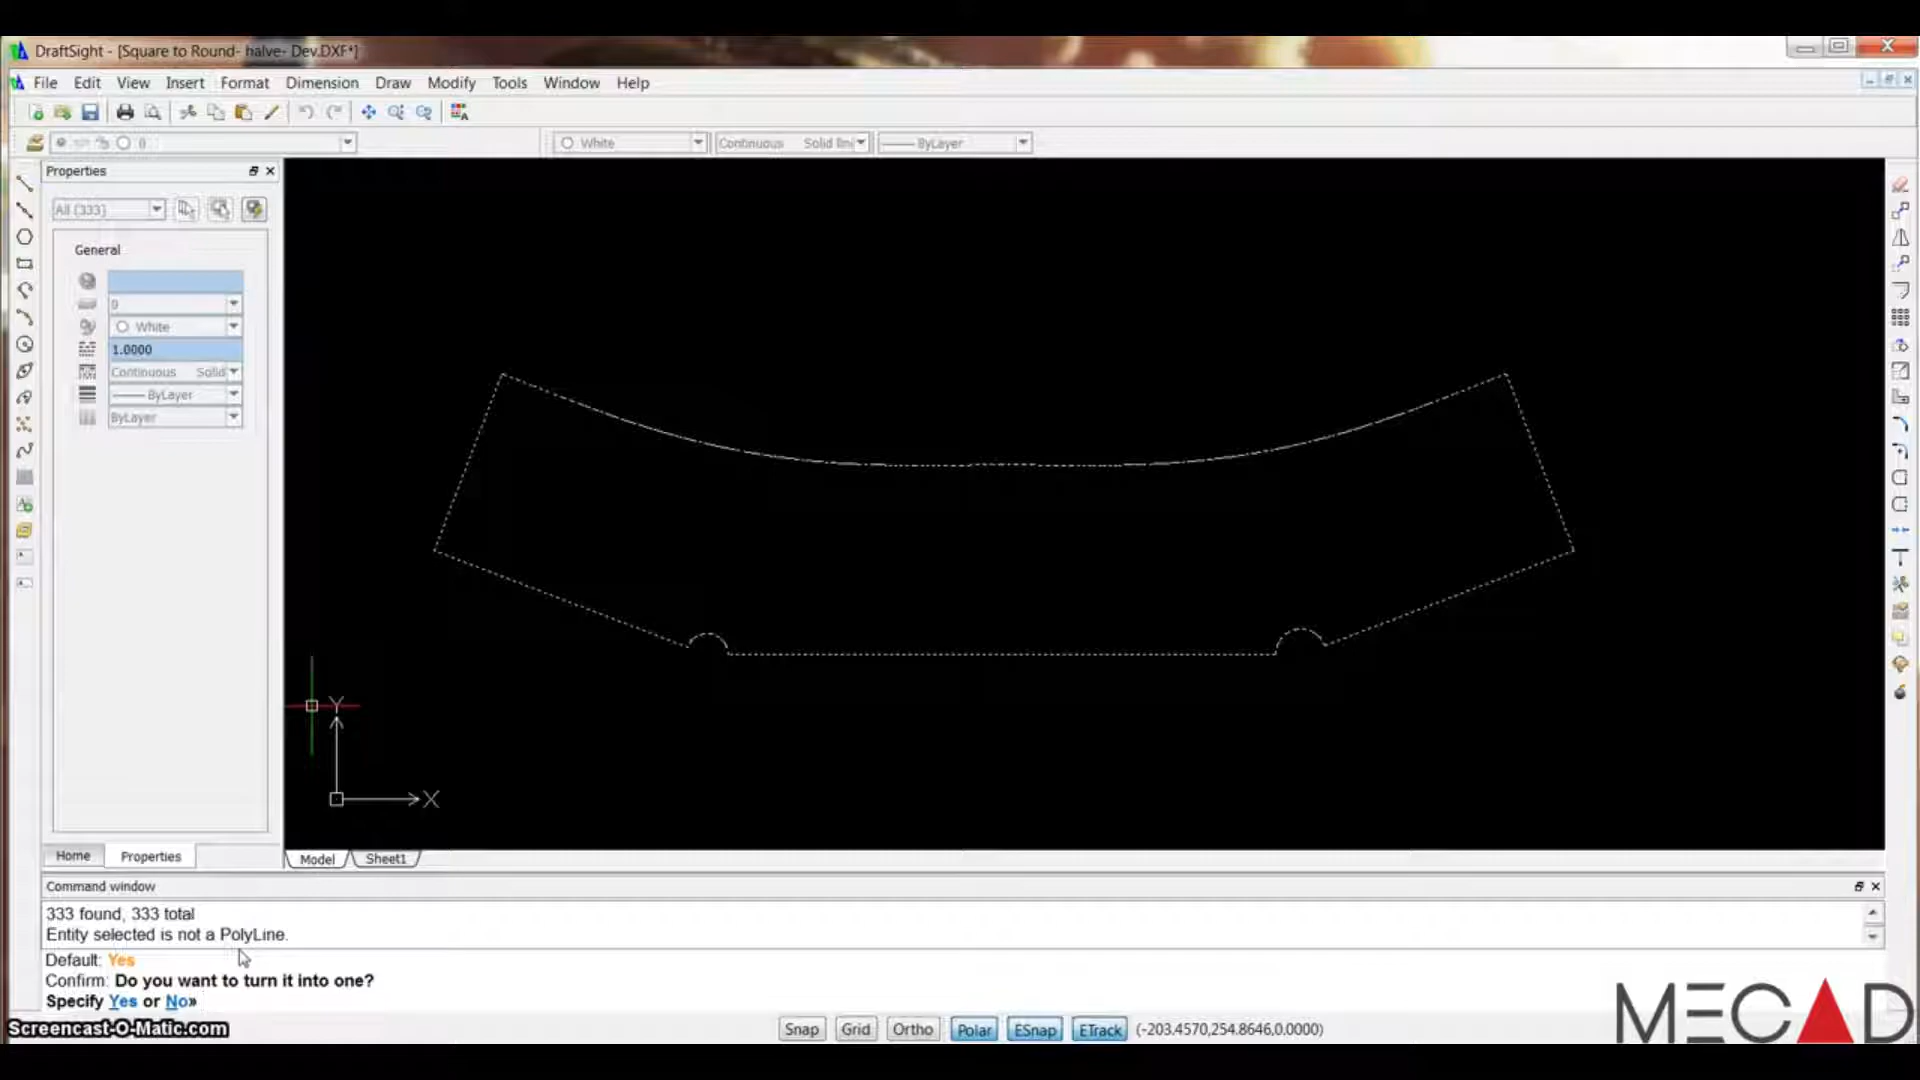 DraftSight - [Square to Round- halve- Dev.DXF*]
File Edit View Insert Format Dimension Draw Modify Tools Window Help
0 White Continuous Solid lin ByLayer
Properties
All (333)
General
0
White
1.0000
Continuous Solid
ByLayer
ByLayer
Y
X
Home Properties Model Sheet1
Command window
333 found, 333 total
Entity selected is not a PolyLine.
Default: Yes
Confirm: Do you want to turn it into one?
Specify Yes or No»
Screencast-O-Matic.com
Snap Grid Ortho Polar ESnap ETrack (-203.4570,254.8646,0.0000)
MECAD